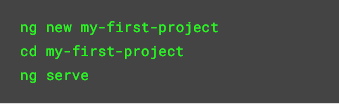 ng new my-first-project
cd my-first-project
ng serve